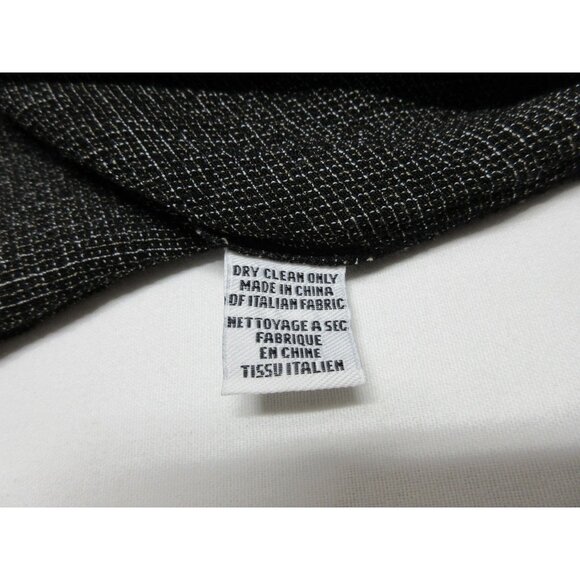 DRY CLEAN ONLY
MADE IN CHINA
OF ITALIAN FABRIC
NETTOYAGE A SEC
FABRIQUE
EN CHINE
TISSU ITALIEN